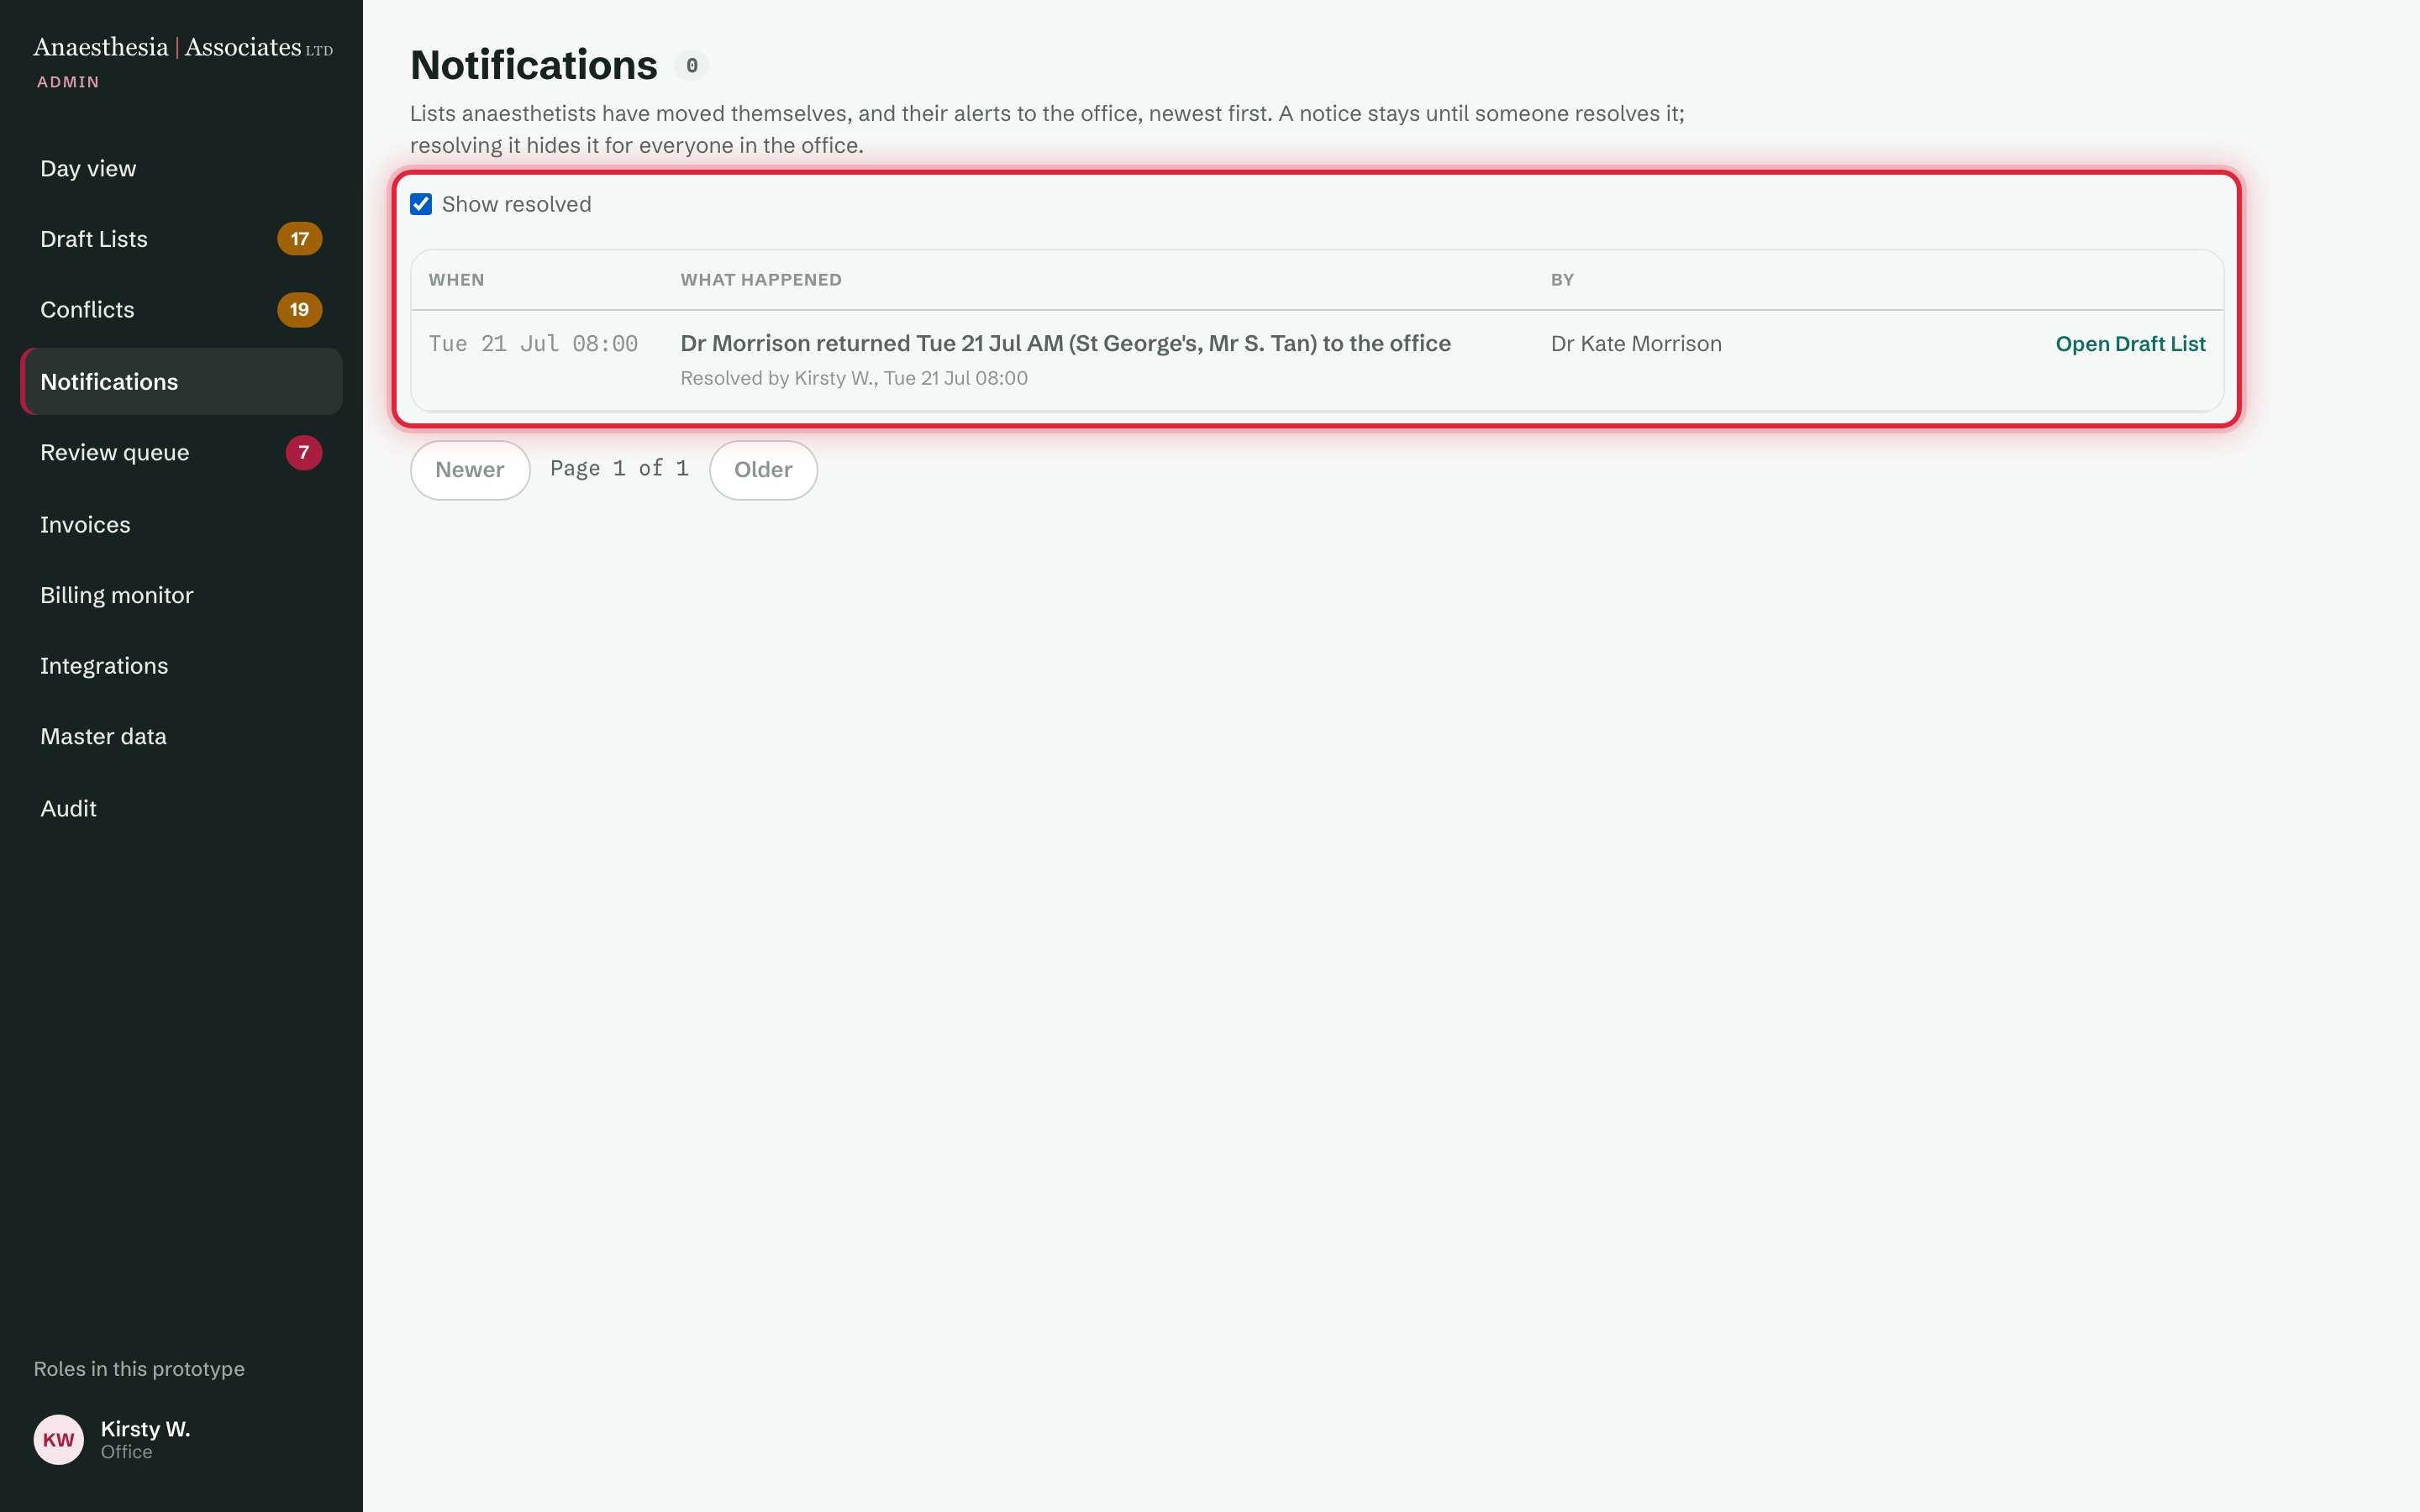 Anaesthesia | Associates LTD
ADMIN
Day view
Draft Lists 17
Conflicts 19
Notifications
Review queue 7
Invoices
Billing monitor
Integrations
Master data
Audit
Roles in this prototype
KW
Kirsty W.
Office
Notifications 0
Lists anaesthetists have moved themselves, and their alerts to the office, newest first. A notice stays until someone resolves it;
resolving it hides it for everyone in the office.
Show resolved
WHEN WHAT HAPPENED BY
Tue 21 Jul 08:00 Dr Morrison returned Tue 21 Jul AM (St George's, Mr S. Tan) to the office Dr Kate Morrison Open Draft List
Resolved by Kirsty W., Tue 21 Jul 08:00
Newer Page 1 of 1 Older